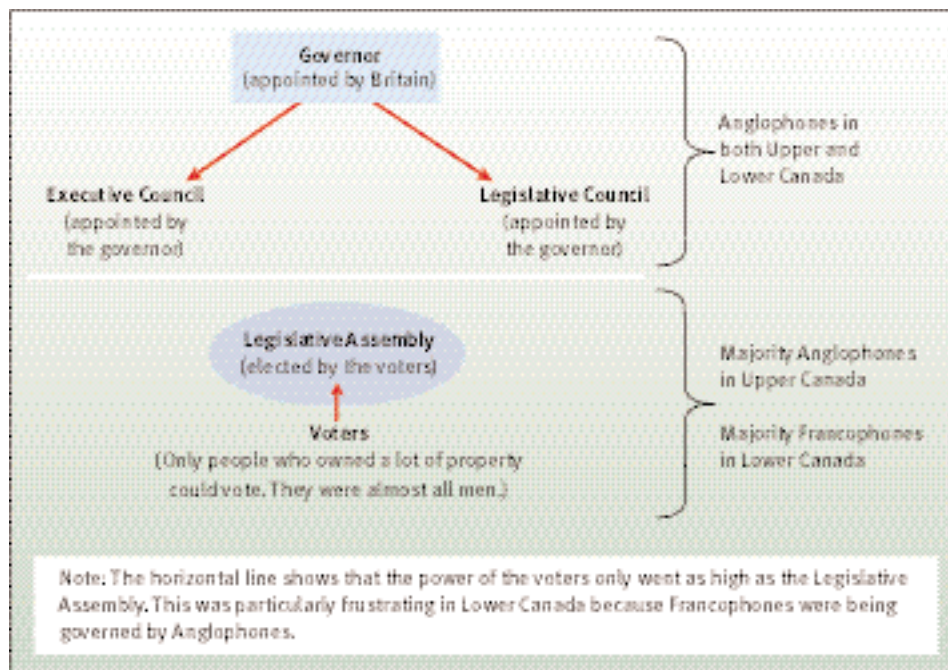 Governor
(appointed by Britain)
Anglophones in
both Upper and
Lower Canada
Executive Council
(appointed by
the governor)
Legislative Council
(appointed by
the governor)
Legislative Assembly
(elected by the voters)
Majority Anglophones
in Upper Canada
Majority Francophones
in Lower Canada
Voters
(Only people who owned a lot of property
could vote. They were almost all men.)
Note: The horizontal line shows that the power of the voters only went as high as the Legislative
Assembly. This was particularly frustrating in Lower Canada because Francophones were being
governed by Anglophones.